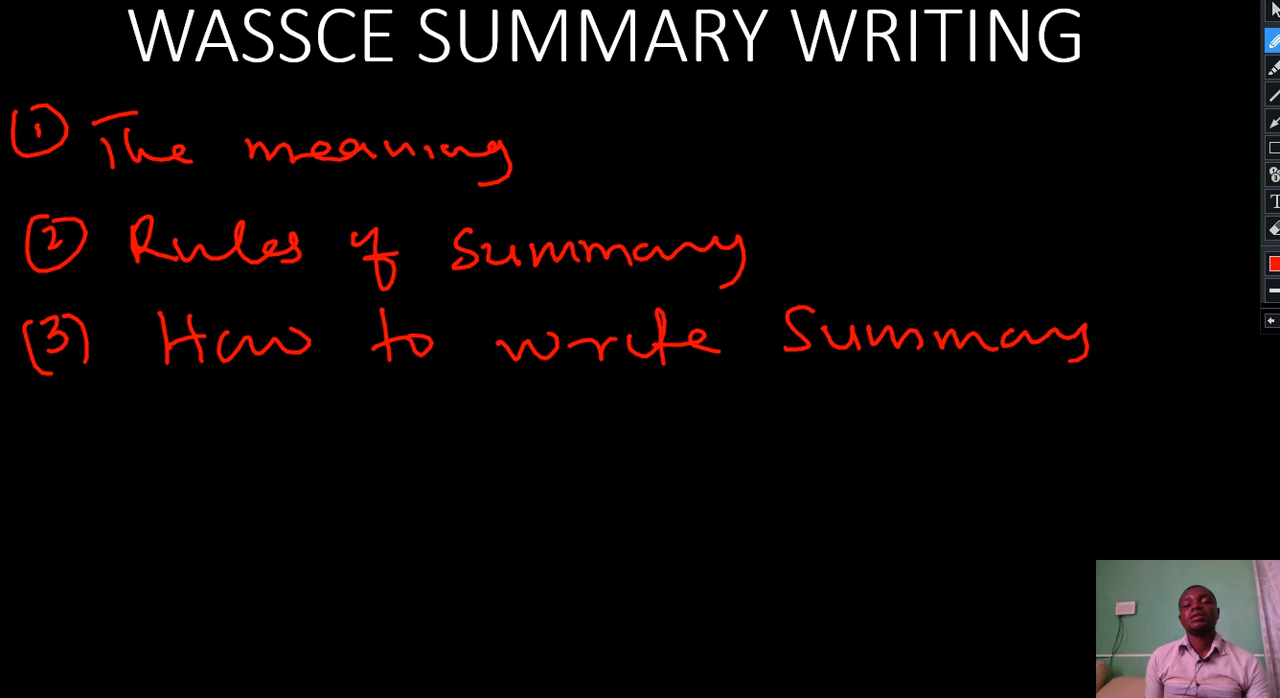 WASSCE SUMMARY WRITING
① The meaning
② Rules of summary
(3) How to write Summary